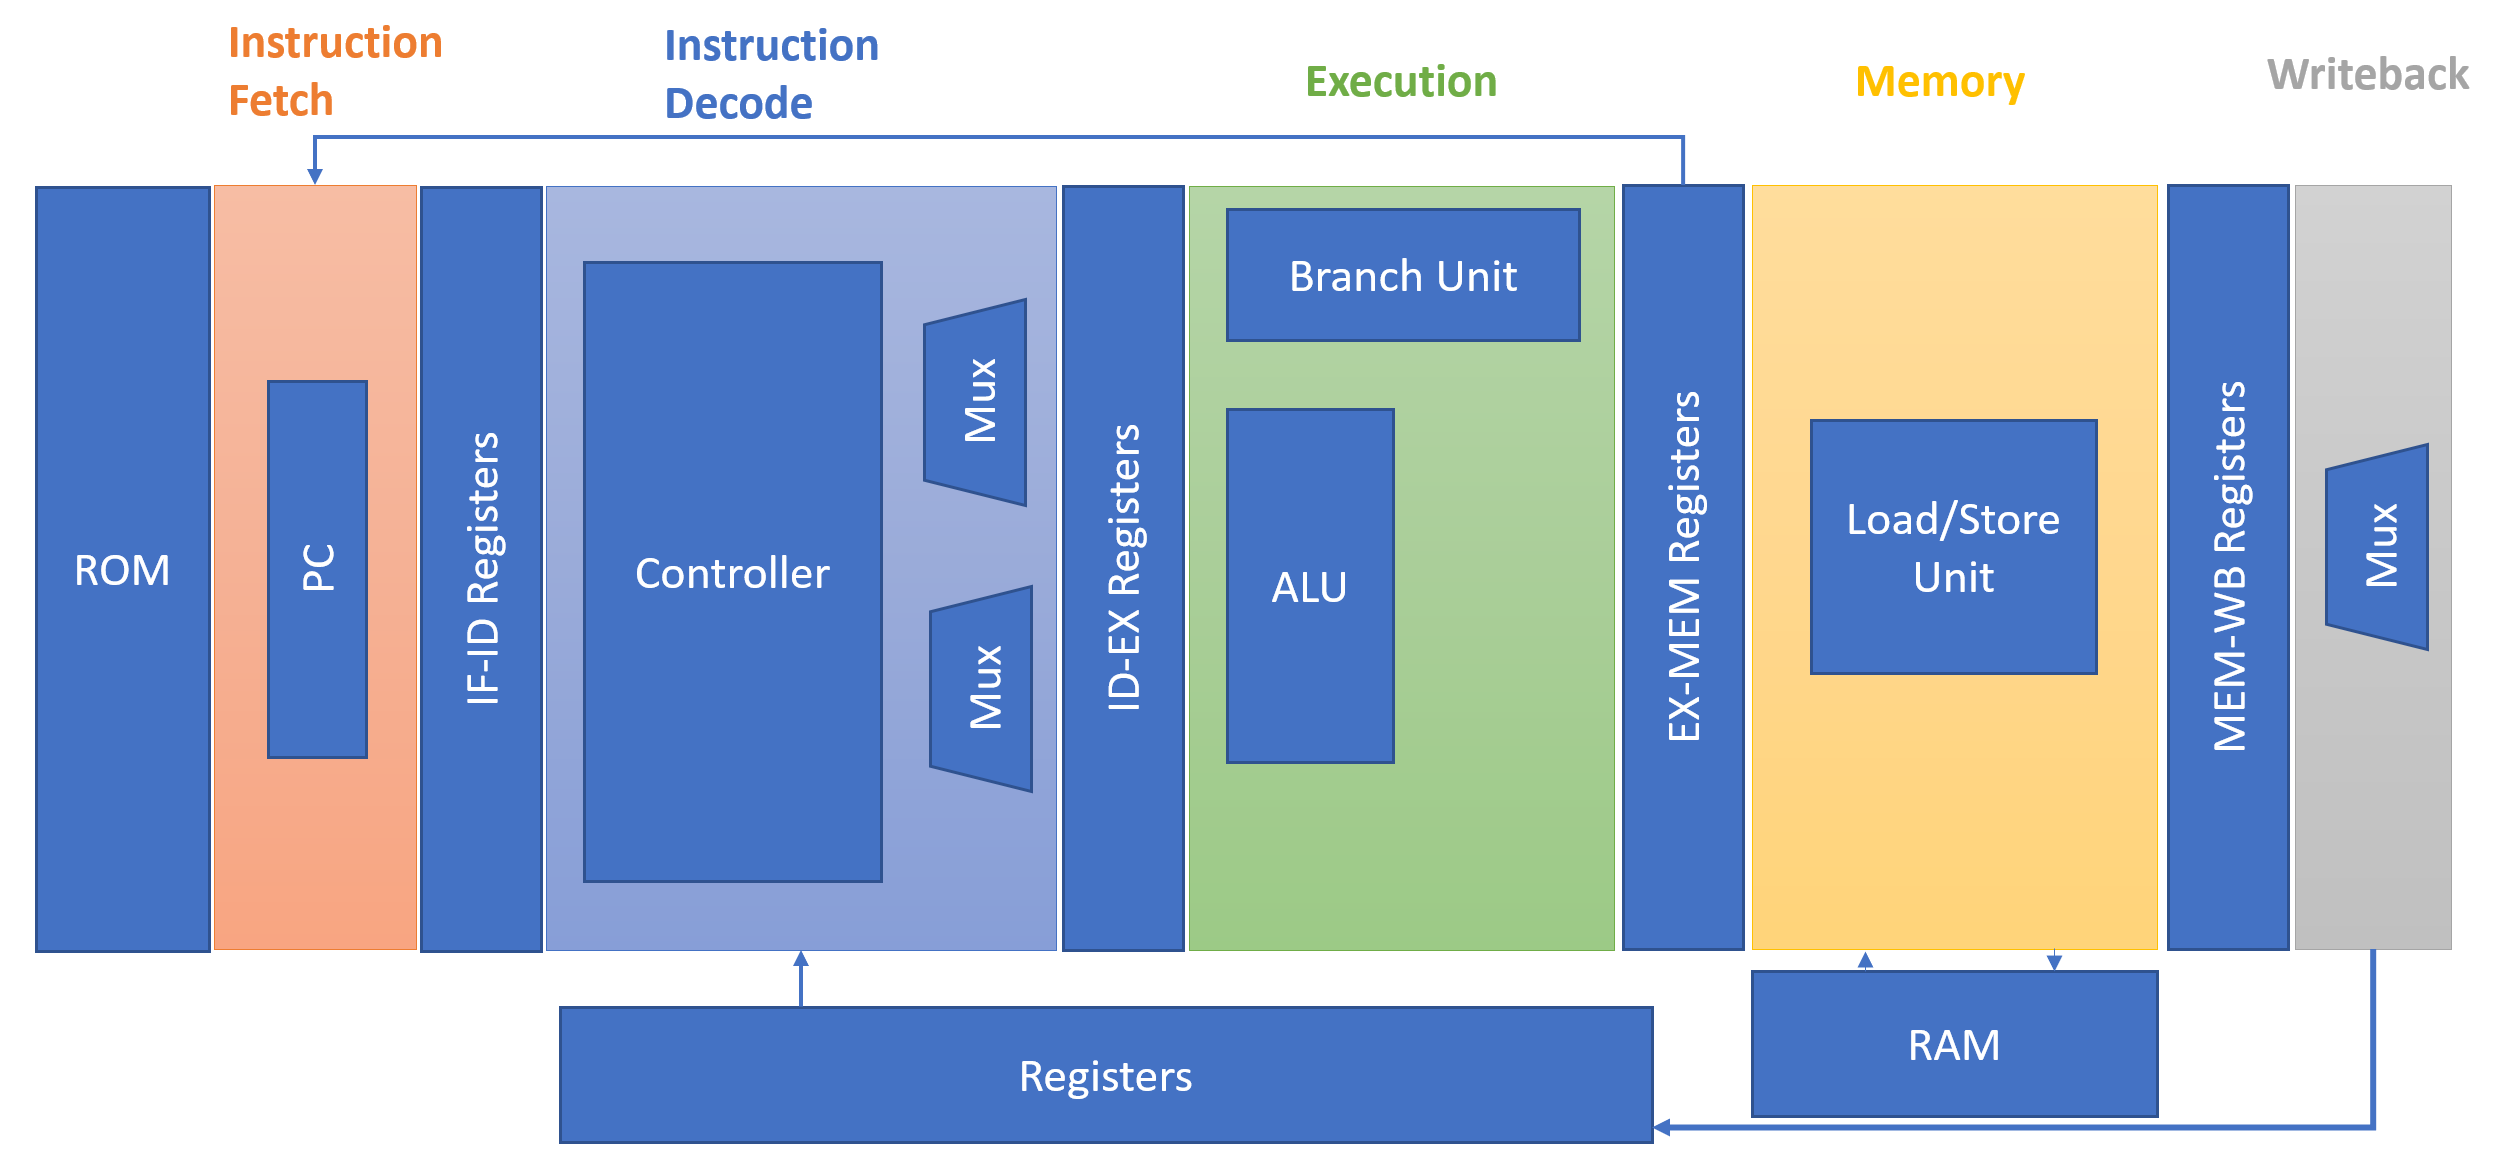 Instruction
Fetch
Instruction
Decode
Execution
Memory
Writeback
ROM
PC
IF-ID Registers
Controller
Mux
Mux
ID-EX Registers
Branch Unit
ALU
EX-MEM Registers
Load/Store
Unit
MEM-WB Registers
Mux
Registers
RAM